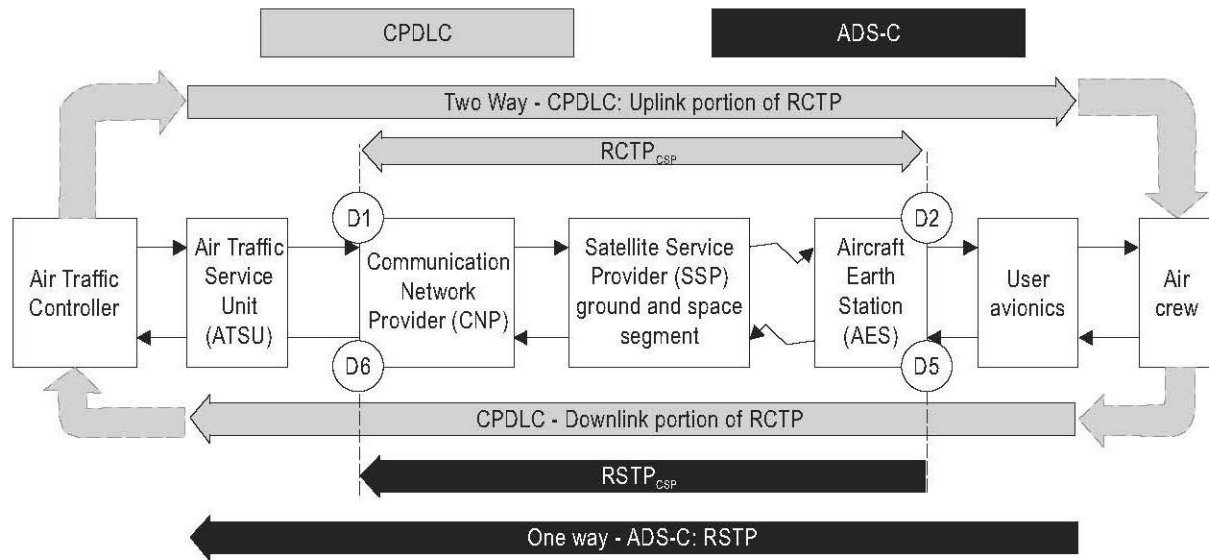 CPDLC
ADS-C
Two Way - CPDLC: Uplink portion of RCTP
RCTPCSP
D1
D2
Air Traffic
Controller
Air Traffic
Service
Unit
(ATSU)
Communication
Network
Provider (CNP)
Satellite Service
Provider (SSP)
ground and space
segment
Aircraft
Earth
Station
(AES)
User
avionics
Air
crew
D6
D5
CPDLC - Downlink portion of RCTP
RSTPCSP
One way - ADS-C: RSTP